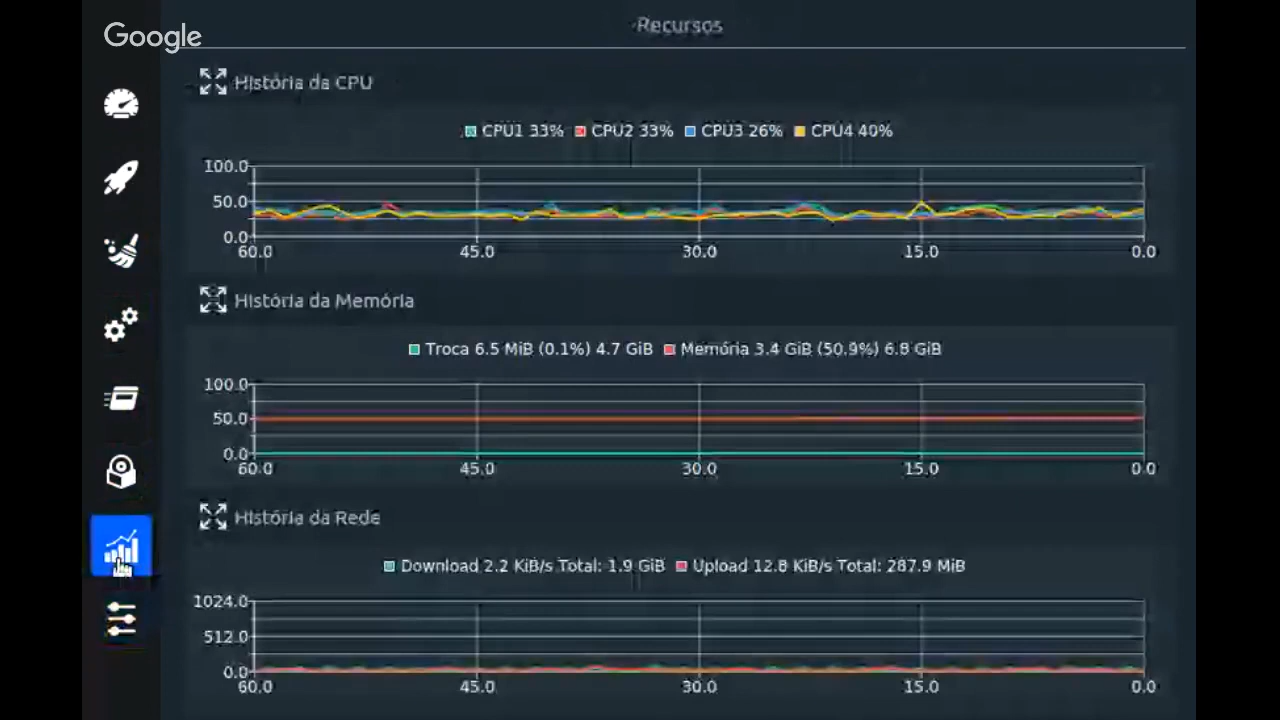 Google
Recursos
História da CPU
CPU1 33% CPU2 33% CPU3 26% CPU4 40%
100.0
50.0
0.0
60.0 45.0 30.0 15.0 0.0
História da Memória
Troca 6.5 MiB (0.1%) 4.7 GiB Memória 3.4 GiB (50.9%) 6.8 GiB
100.0
50.0
0.0
60.0 45.0 30.0 15.0 0.0
História da Rede
Download 2.2 KiB/s Total: 1.9 GiB Upload 12.8 KiB/s Total: 287.9 MiB
1024.0
512.0
0.0
60.0 45.0 30.0 15.0 0.0